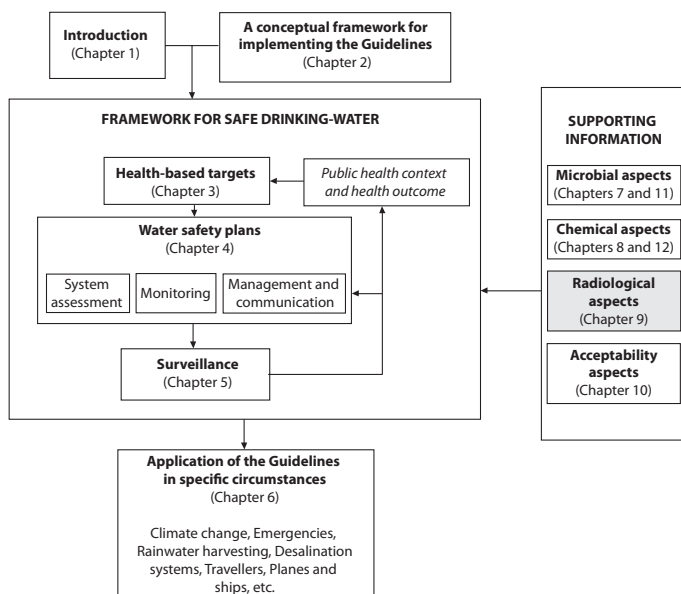 Introduction
(Chapter 1)
A conceptual framework for
implementing the Guidelines
(Chapter 2)
FRAMEWORK FOR SAFE DRINKING-WATER
Health-based targets
(Chapter 3)
Public health context
and health outcome
Water safety plans
(Chapter 4)
System
assessment
Monitoring
Management and
communication
Surveillance
(Chapter 5)
SUPPORTING
INFORMATION
Microbial aspects
(Chapters 7 and 11)
Chemical aspects
(Chapters 8 and 12)
Radiological
aspects
(Chapter 9)
Acceptability
aspects
(Chapter 10)
Application of the Guidelines
in specific circumstances
(Chapter 6)
Climate change, Emergencies,
Rainwater harvesting, Desalination
systems, Travellers, Planes and
ships, etc.